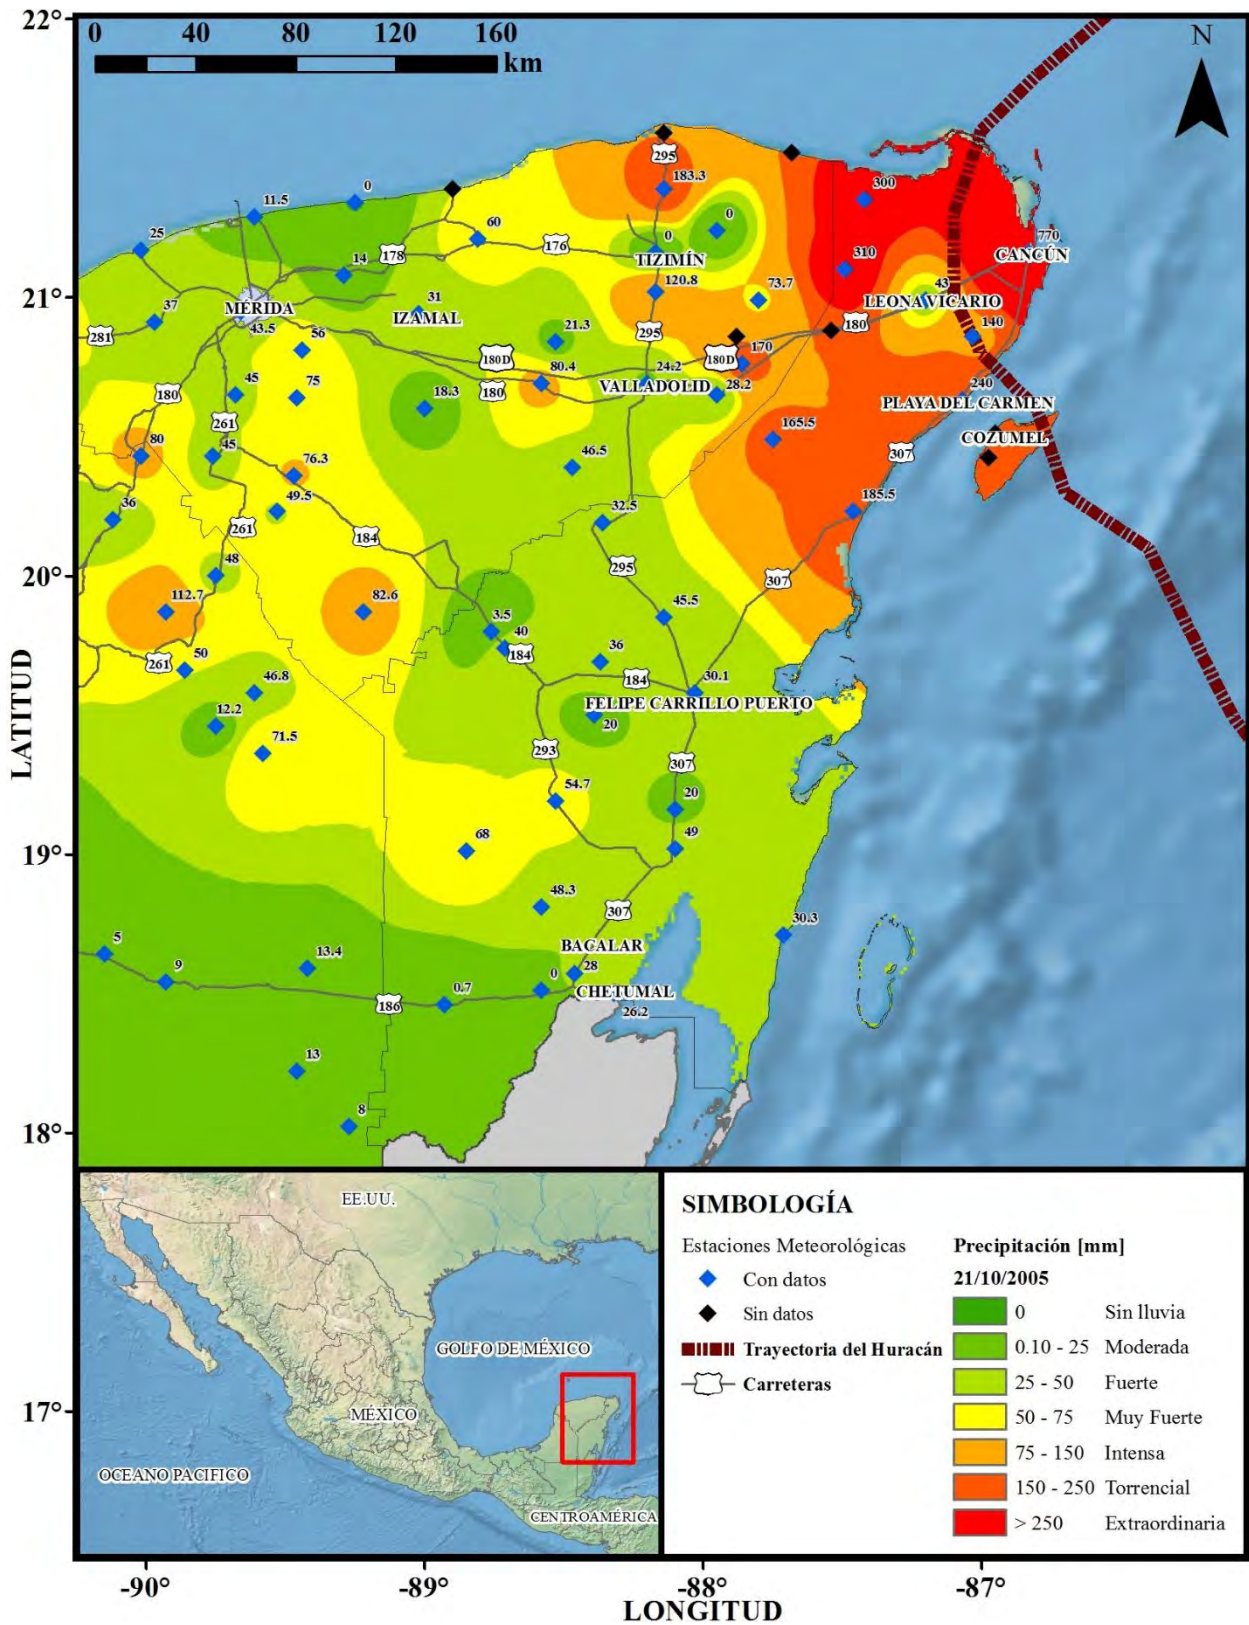 22°
0 40 80 120 160
km
N
295
183.3
300
0
11.5
0
25
60
0
770
178
176
TIZIMÍN
CANCÚN
14
310
21°
120.8
73.7
43
37
31
LEONA VICARIO
MÉRIDA
IZAMAL
43.5
281
56
21.3
295
180
140
180D
24.2
180D
170
80.4
VALLADOLID
28.2
240
45
75
18.3
180
180
PLAYA DEL CARMEN
261
165.5
COZUMEL
80
45
46.5
307
76.3
36
49.5
32.5
185.5
261
184
48
295
20°
307
112.7
82.6
45.5
3.5
40
36
50
184
261
184
30.1
46.8
FELIPE CARRILLO PUERTO
12.2
20
71.5
293
307
54.7
20
68
49
19°
48.3
307
30.3
BACALAR
5
9
13.4
0
28
0.7
CHETUMAL
186
26.2
13
8
18°
LATITUD
EE.UU.
GOLFO DE MÉXICO
MÉXICO
OCEANO PACIFICO
CENTROAMÉRICA
17°
SIMBOLOGÍA
Estaciones Meteorológicas
Con datos
Sin datos
Trayectoria del Huracán
Carreteras
Precipitación [mm]
21/10/2005
0 Sin lluvia
0.10 - 25 Moderada
25 - 50 Fuerte
50 - 75 Muy Fuerte
75 - 150 Intensa
150 - 250 Torrencial
> 250 Extraordinaria
-90° -89° -88° -87°
LONGITUD